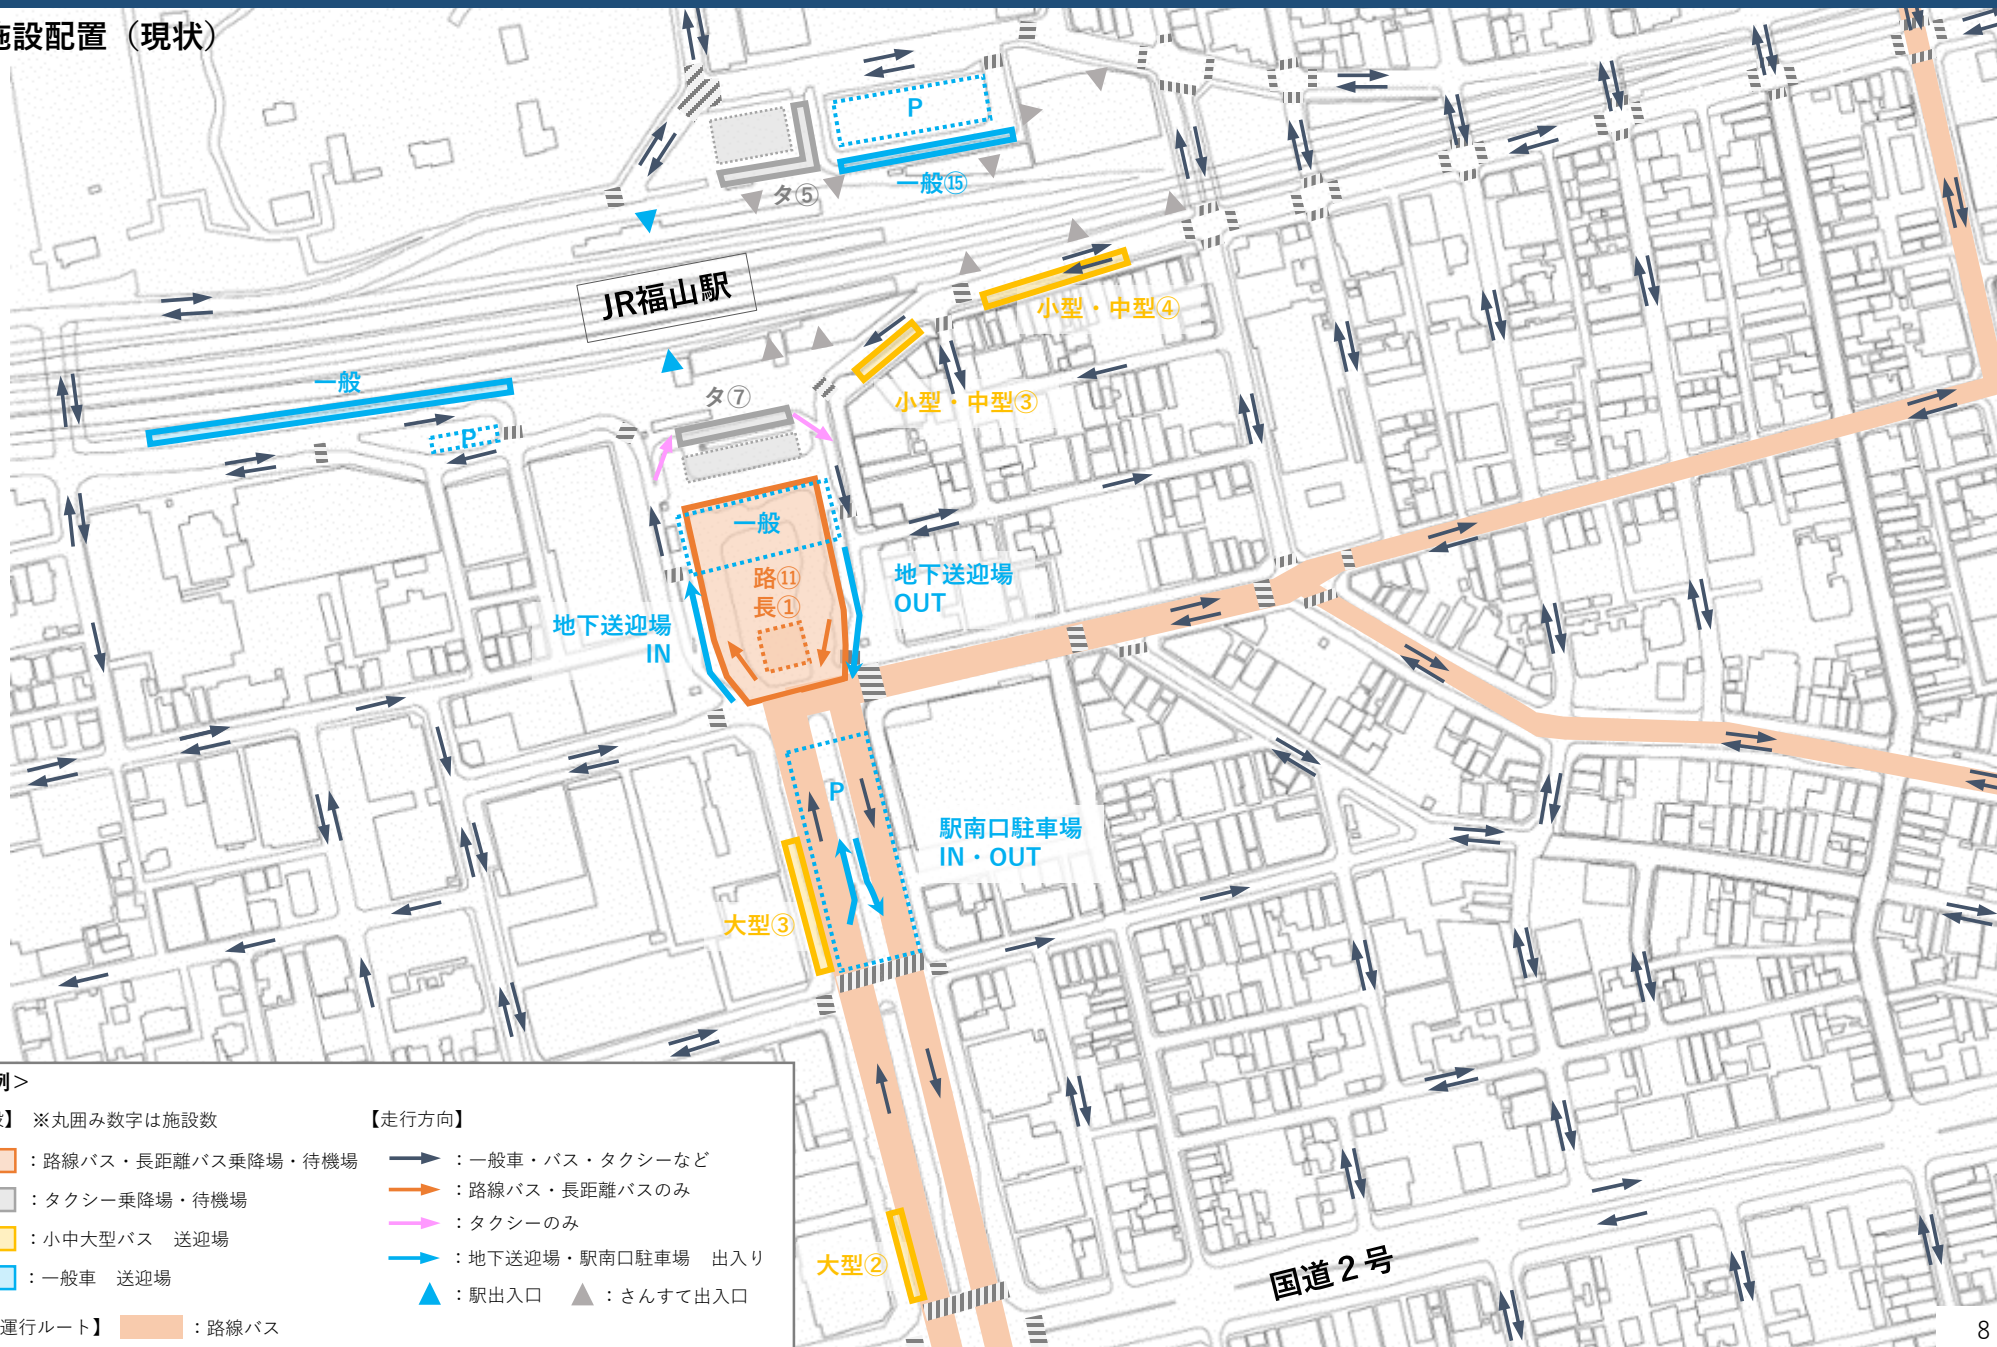 施設配置（現状）
P
一般⑮
タ⑤
JR福山駅
小型・中型④
一般
小型・中型③
タ⑦
P
一般
路⑪
長①
地下送迎場
OUT
地下送迎場
IN
P
駅南口駐車場
IN・OUT
大型③
大型②
国道２号
例＞
】 ※丸囲み数字は施設数
：路線バス・長距離バス乗降場・待機場
：タクシー乗降場・待機場
：小中大型バス　送迎場
：一般車　送迎場
運行ルート】 ：路線バス
【走行方向】
：一般車・バス・タクシーなど
：路線バス・長距離バスのみ
：タクシーのみ
：地下送迎場・駅南口駐車場　出入り
：駅出入口 ：さんすて出入口
8